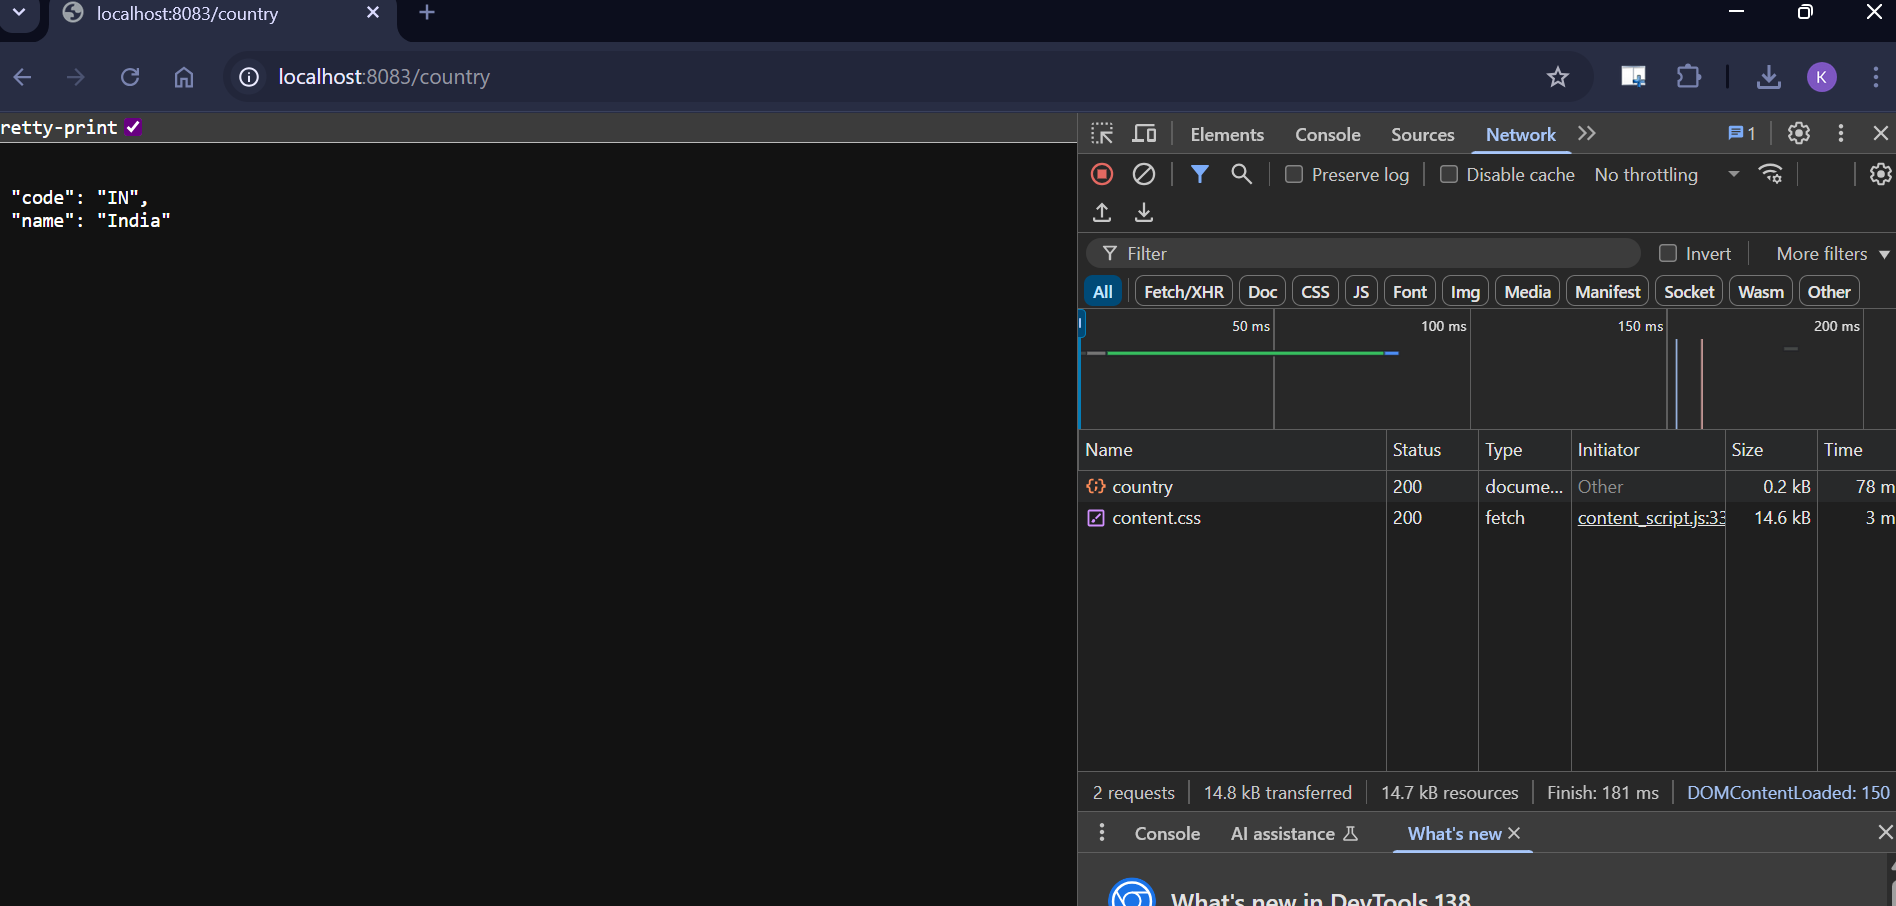 localhost:8083/country
localhost:8083/country
K
retty-print
"code": "IN",
"name": "India"
Elements Console Sources Network 1
Preserve log Disable cache No throttling
Filter Invert More filters
All Fetch/XHR Doc CSS JS Font Img Media Manifest Socket Wasm Other
50 ms 100 ms 150 ms 200 ms
Name Status Type Initiator Size Time
country 200 docume... Other 0.2 kB 78 m
content.css 200 fetch content_script.js:33 14.6 kB 3 m
2 requests 14.8 kB transferred 14.7 kB resources Finish: 181 ms DOMContentLoaded: 150
Console AI assistance What's new
What's new in DevTools 138